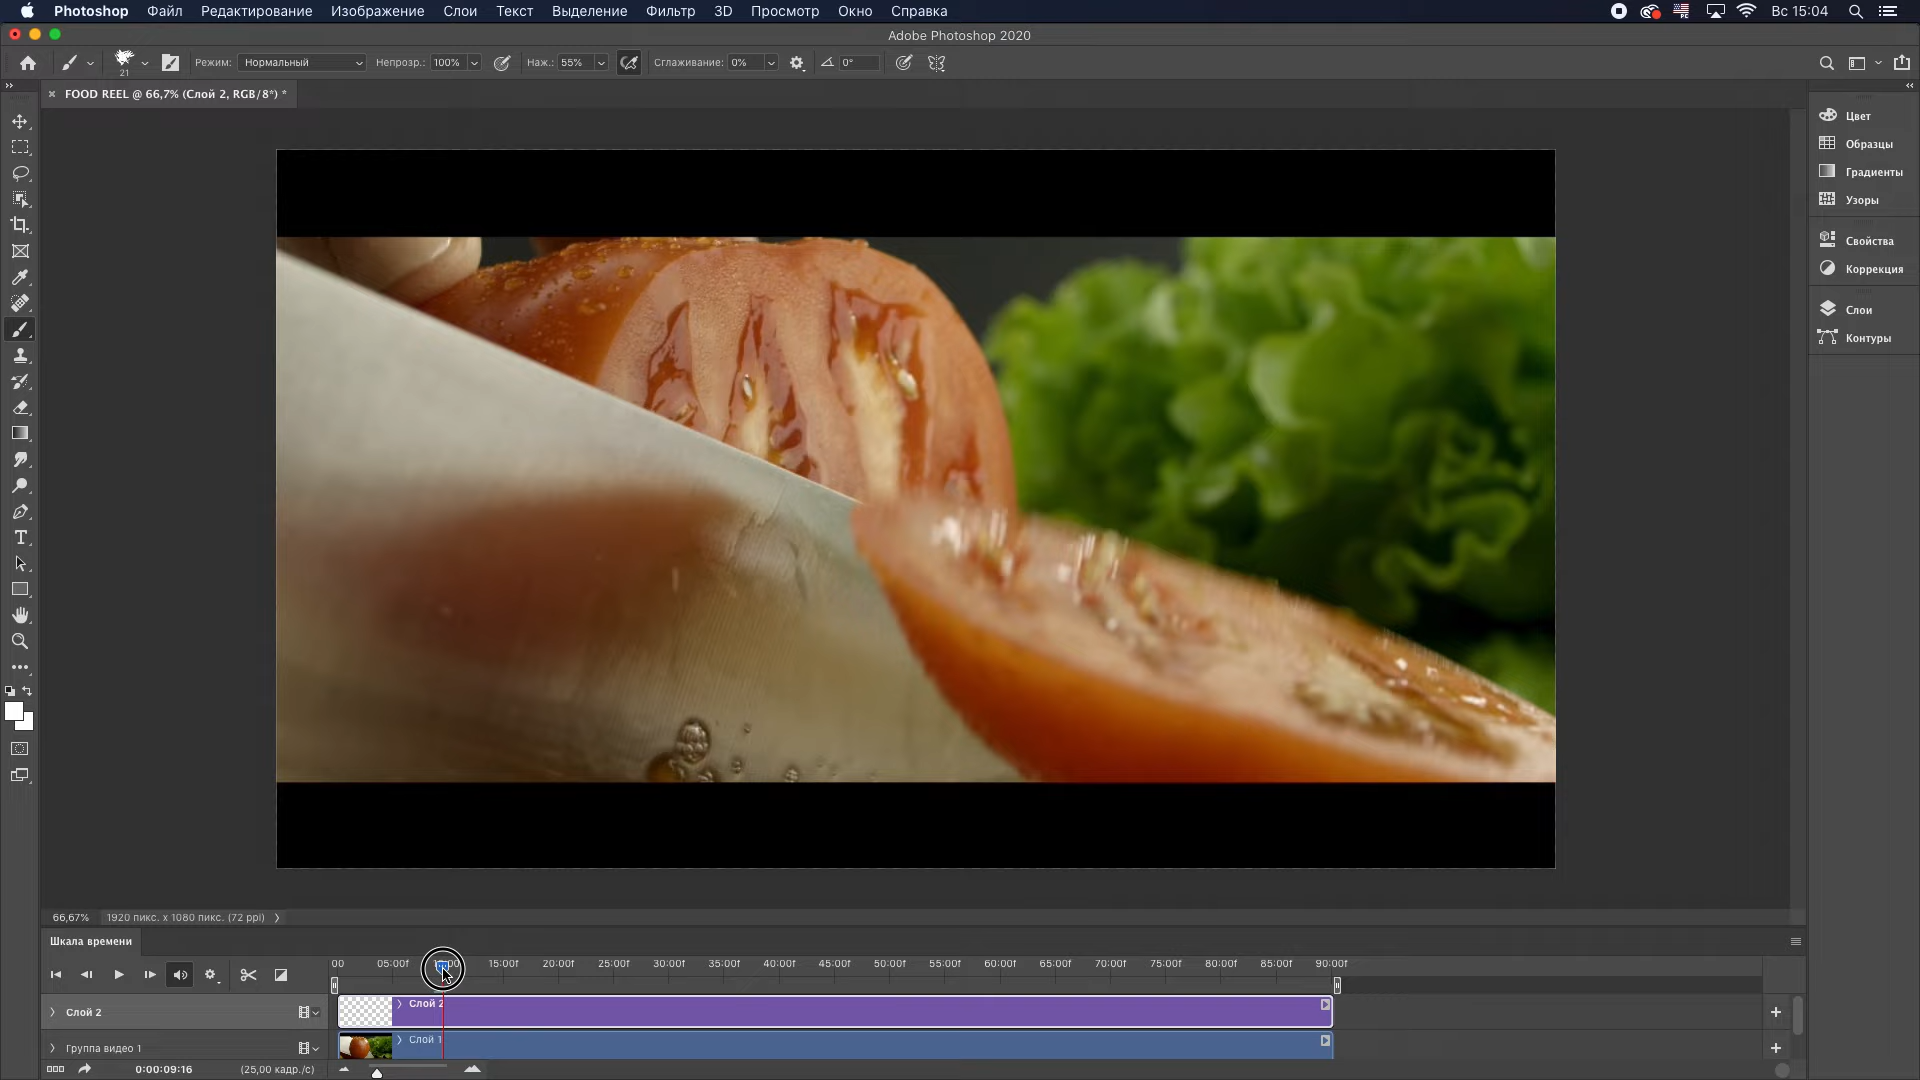 Photoshop Файл Редактирование Изображение Слои Текст Выделение Фильтр 3D Просмотр Окно Справка Вс 15:04
Adobe Photoshop 2020
21 Режим: Нормальный Непрозр.: 100% Наж.: 55% Сглаживание: 0% 0°
FOOD REEL @ 66,7% (Слой 2, RGB/8*) *
Цвет
Образцы
Градиенты
Узоры
Свойства
Коррекция
Слои
Контуры
66,67% 1920 пикс. x 1080 пикс. (72 ppi)
Шкала времени
00 05:00f 15:00f 20:00f 25:00f 30:00f 35:00f 40:00f 45:00f 50:00f 55:00f 60:00f 65:00f 70:00f 75:00f 80:00f 85:00f 90:00f
Слой 2 Слой 2
Группа видео 1 Слой 1
0:00:09:16 (25,00 кадр./с)